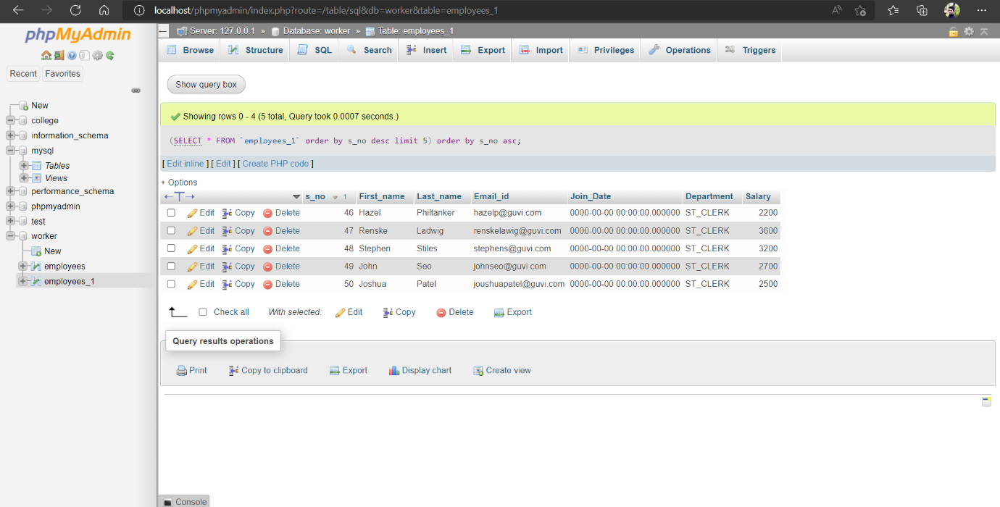 localhost/phpmyadmin/index.php?route=/table/sql&db=worker&table=employees_1
phpMyAdmin
Recent Favorites
New
college
information_schema
mysql
Tables
Views
performance_schema
phpmyadmin
test
worker
New
employees
employees_1
Server: 127.0.0.1 » Database: worker » Table: employees_1
Browse Structure SQL Search Insert Export Import Privileges Operations Triggers
Show query box
Showing rows 0 - 4 (5 total, Query took 0.0007 seconds.)
(SELECT * FROM `employees_1` order by s_no desc limit 5) order by s_no asc;
[ Edit inline ] [ Edit ] [ Create PHP code ]
+ Options
←T→ s_no 1 First_name Last_name Email_id Join_Date Department Salary
Edit Copy Delete 46 Hazel Philtanker hazelp@guvi.com 0000-00-00 00:00:00.000000 ST_CLERK 2200
Edit Copy Delete 47 Renske Ladwig renskelawig@guvi.com 0000-00-00 00:00:00.000000 ST_CLERK 3600
Edit Copy Delete 48 Stephen Stiles stephens@guvi.com 0000-00-00 00:00:00.000000 ST_CLERK 3200
Edit Copy Delete 49 John Seo johnseo@guvi.com 0000-00-00 00:00:00.000000 ST_CLERK 2700
Edit Copy Delete 50 Joshua Patel joushuapatel@guvi.com 0000-00-00 00:00:00.000000 ST_CLERK 2500
Check all With selected: Edit Copy Delete Export
Query results operations
Print Copy to clipboard Export Display chart Create view
Console